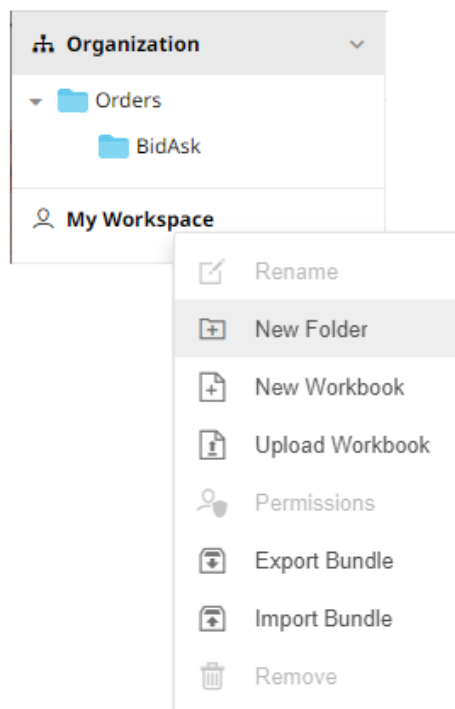 Organization
Orders
BidAsk
My Workspace
Rename
New Folder
New Workbook
Upload Workbook
Permissions
Export Bundle
Import Bundle
Remove